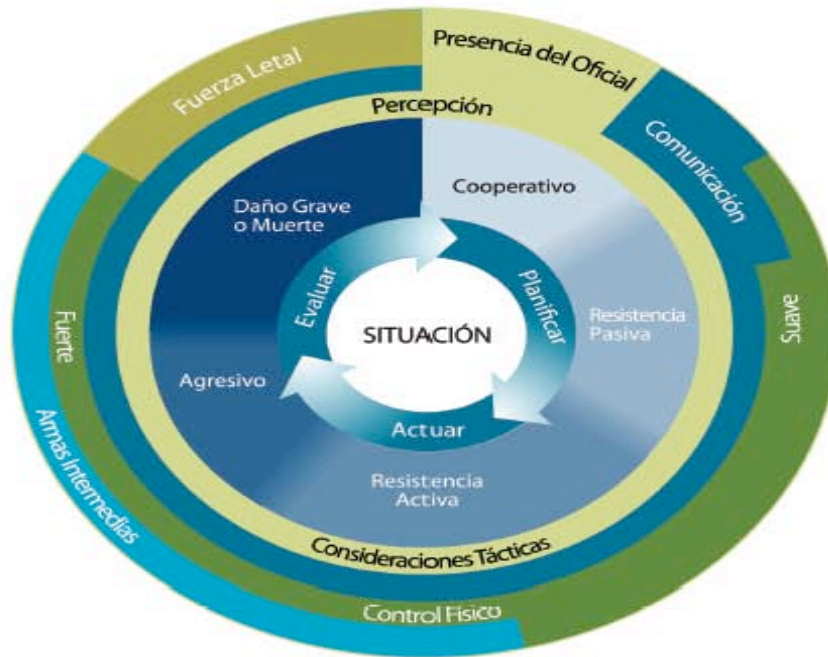 Fuerza Letal
Presencia del Oficial
Percepción
Comunicación
Daño Grave
o Muerte
Cooperativo
Evaluar
Planificar
SITUACIÓN
Resistencia
Pasiva
Suave
Fuerte
Agresivo
Actuar
Resistencia
Activa
Armas Intermedias
Consideraciones Tácticas
Control Físico